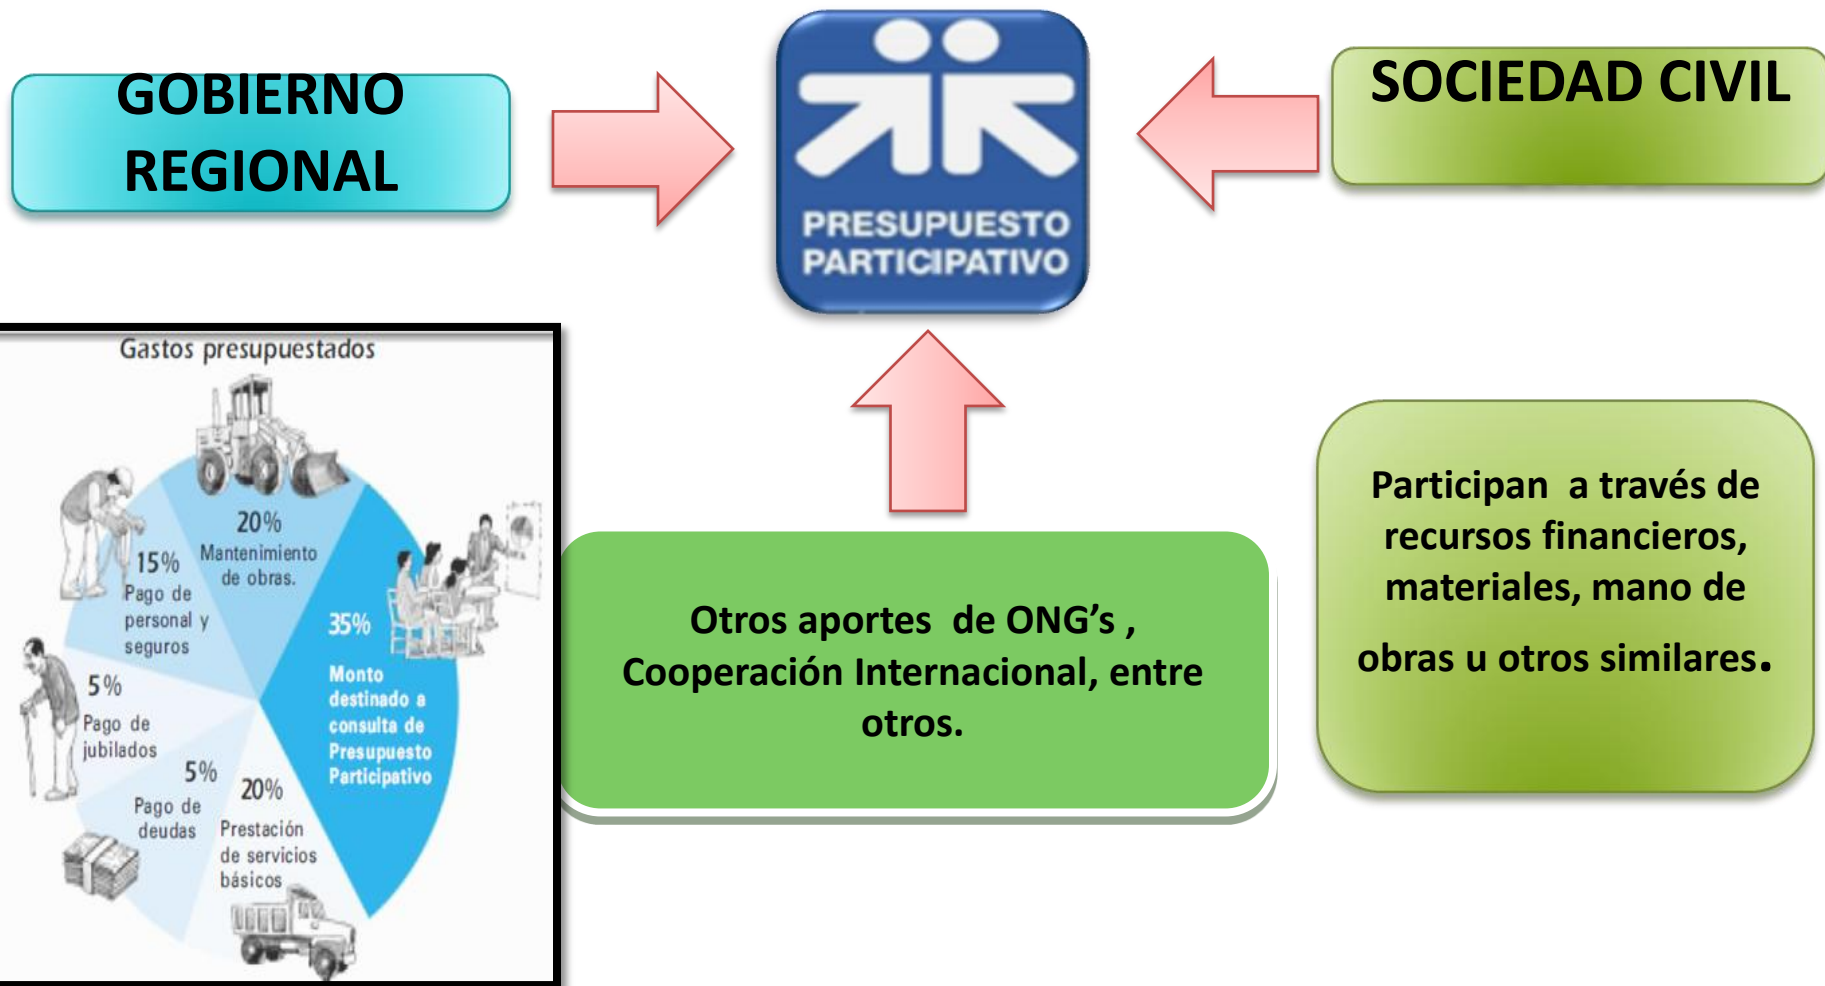 GOBIERNO
REGIONAL
PRESUPUESTO
PARTICIPATIVO
SOCIEDAD CIVIL
Gastos presupuestados
20%
Mantenimiento
de obras.
15%
Pago de
personal y
seguros
35%
Monto
destinado a
consulta de
Presupuesto
Participativo
5%
Pago de
jubilados
5%
Pago de
deudas
20%
Prestación
de servicios
básicos
Otros aportes  de ONG’s ,
Cooperación Internacional, entre
otros.
Participan  a través de
recursos financieros,
materiales, mano de
obras u otros similares.